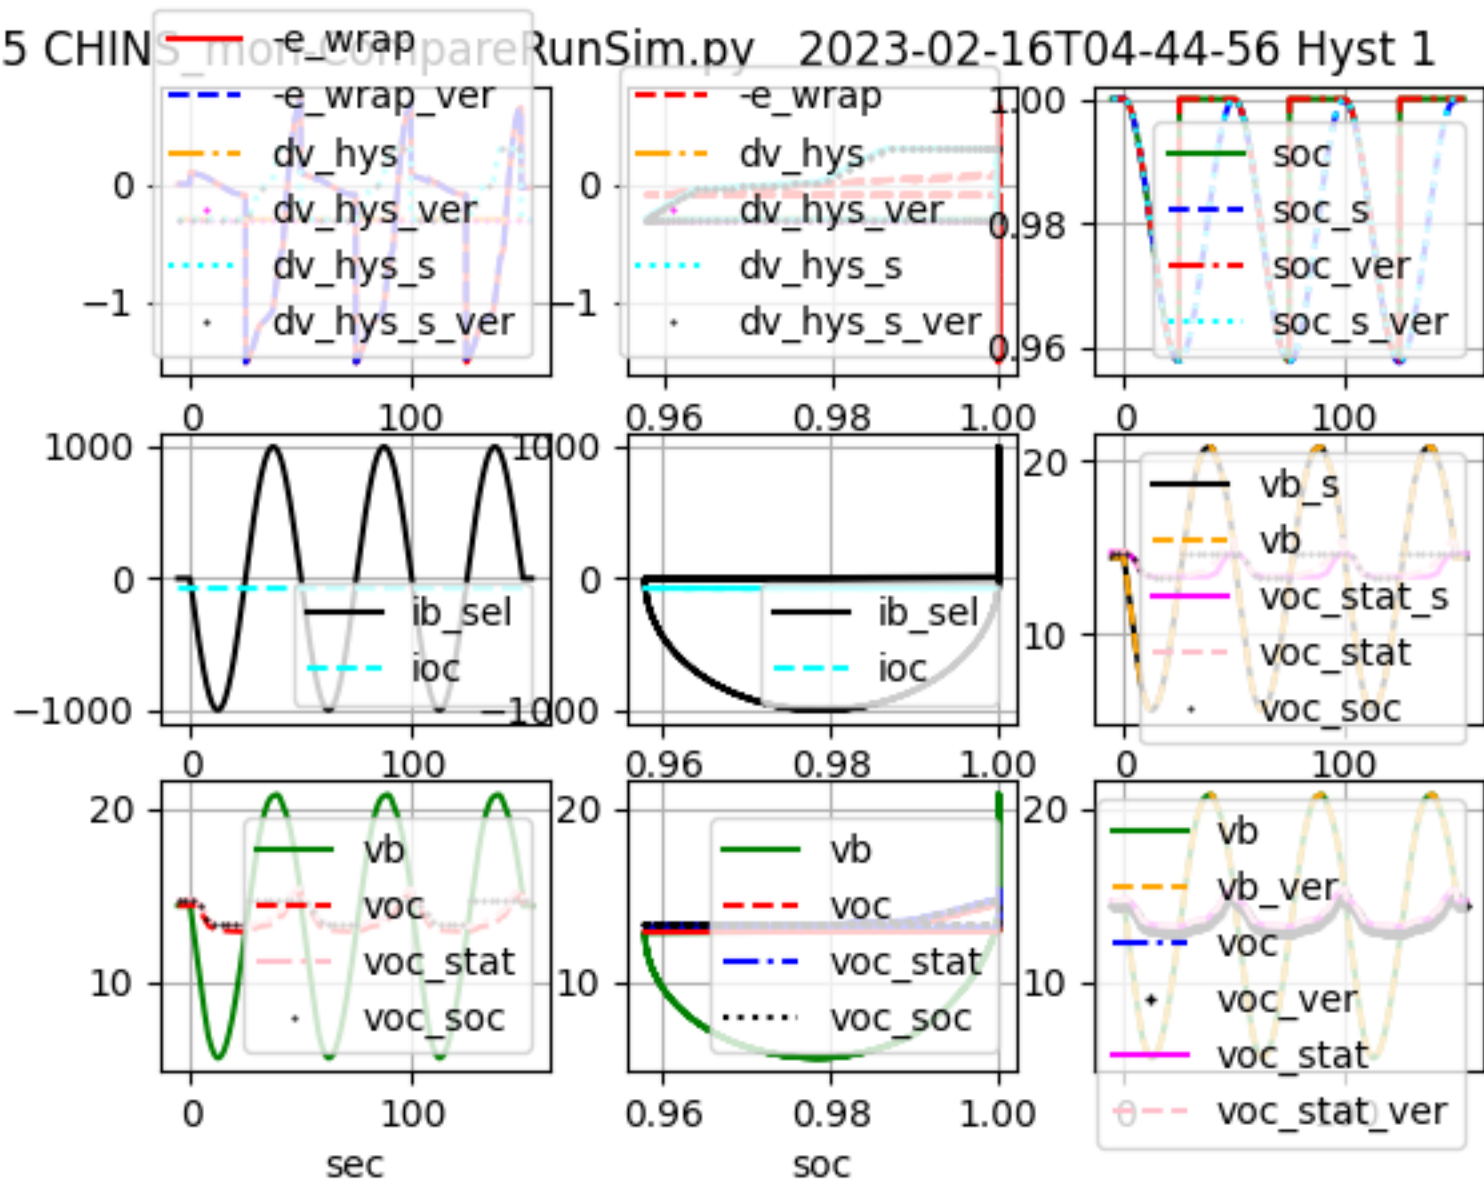 5 CHINS_mon-CompareRunSim.py 2023-02-16T04-44-56 Hyst 1
-e_wrap
-e_wrap_ver
dv_hys
dv_hys_ver
dv_hys_s
dv_hys_s_ver
0
−1
0
100
-e_wrap
dv_hys
dv_hys_ver
dv_hys_s
dv_hys_s_ver
0
−1
0.96
0.98
1.00
1.00
0.98
0.96
soc
soc_s
soc_ver
soc_s_ver
0
100
1000
0
−1000
ib_sel
ioc
0
100
1000
0
−1000
ib_sel
ioc
0.96
0.98
1.00
20
10
vb_s
vb
voc_stat_s
voc_stat
voc_soc
0
100
20
10
vb
voc
voc_stat
voc_soc
0
100
sec
20
10
vb
voc
voc_stat
voc_soc
0.96
0.98
1.00
soc
20
10
vb
vb_ver
voc
voc_ver
voc_stat
voc_stat_ver
0